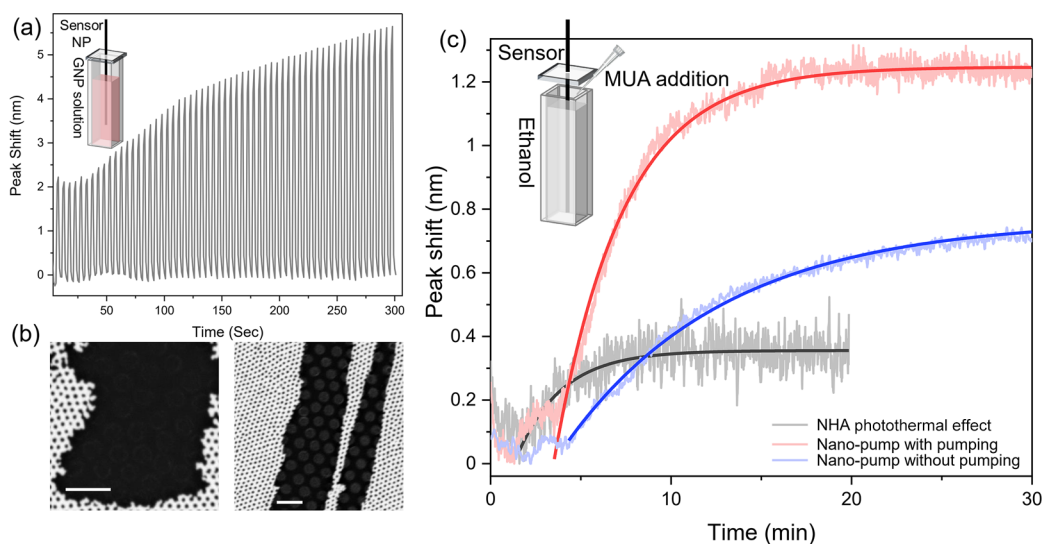 (a)
Sensor
NP
GNP solution
Peak Shift (nm)
5
4
3
2
1
0
50
100
150
200
250
300
Time (Sec)
(b)
(c)
Sensor
MUA addition
Ethanol
Peak shift (nm)
1.2
0.8
0.6
0.4
0.2
0
NHA photothermal effect
Nano-pump with pumping
Nano-pump without pumping
0
10
20
30
Time (min)